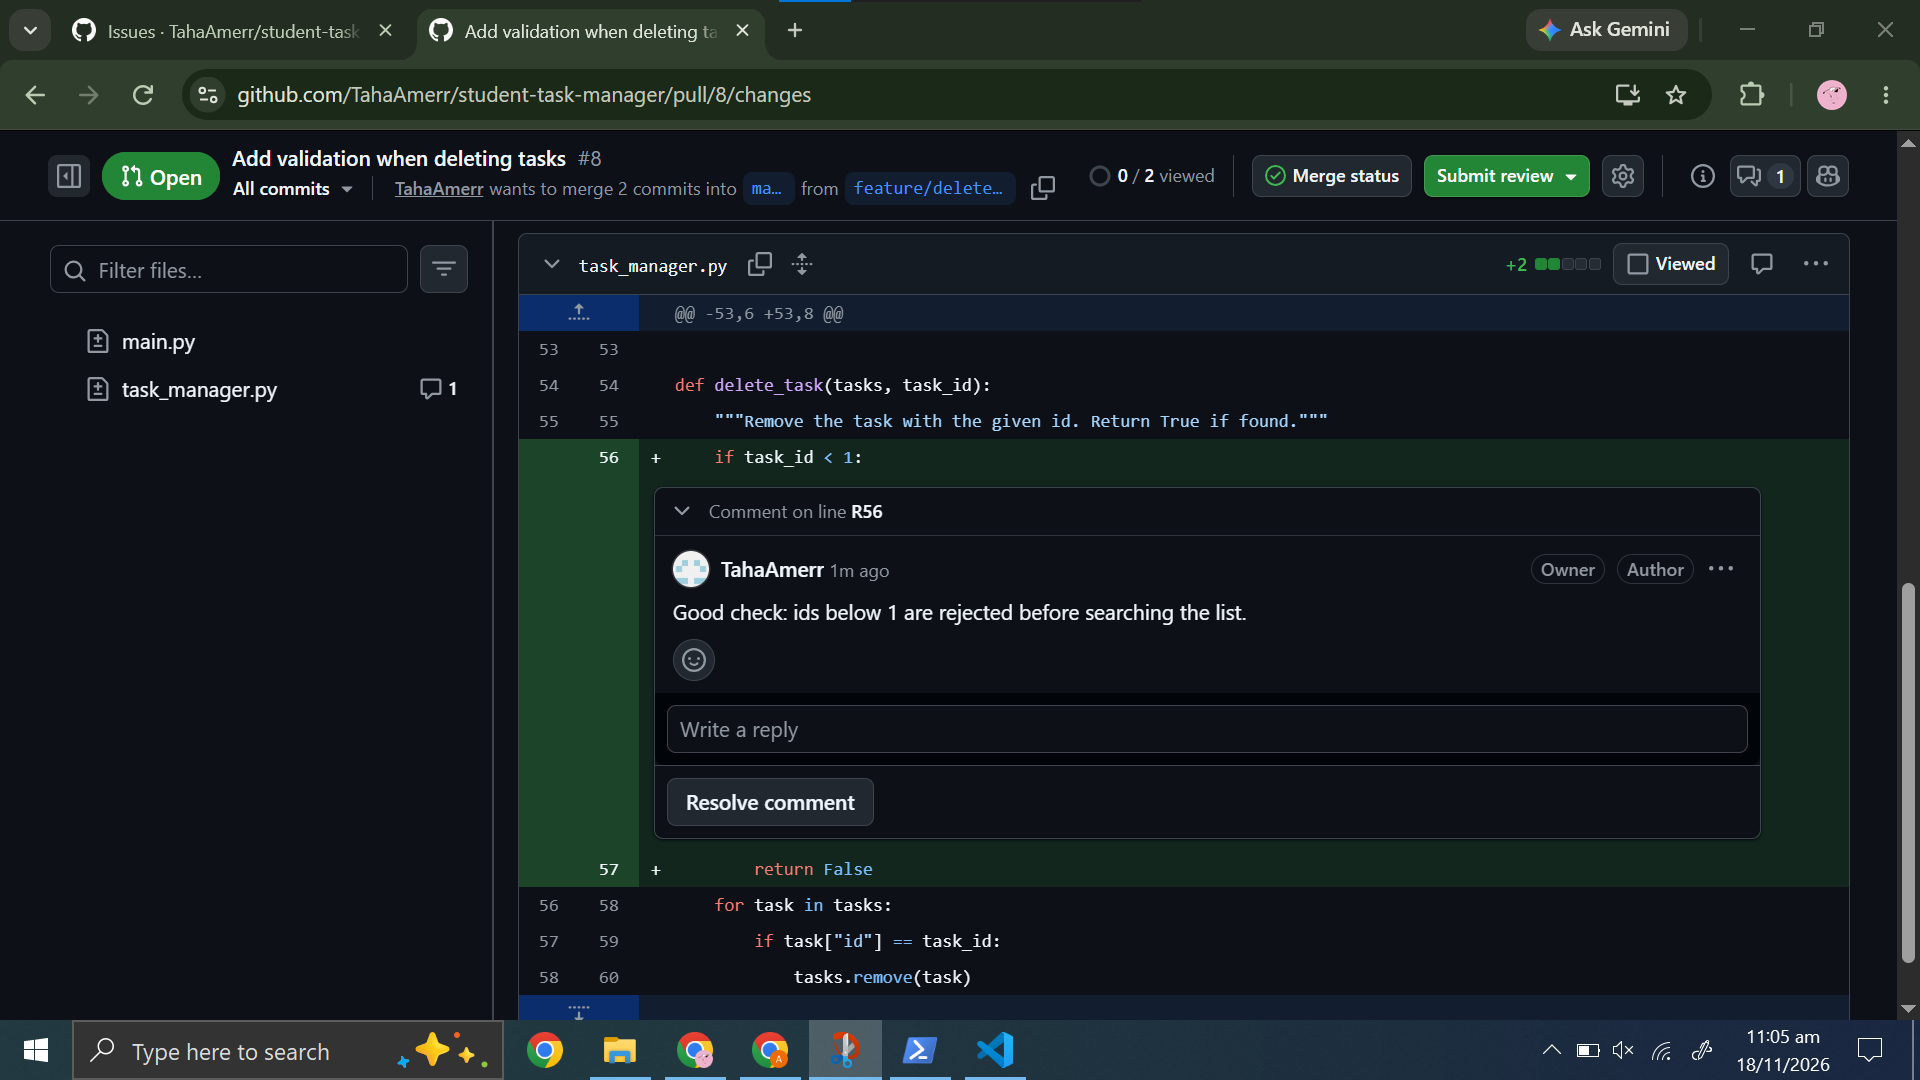 Issues · TahaAmerr/student-task
Add validation when deleting ta
Ask Gemini
github.com/TahaAmerr/student-task-manager/pull/8/changes
Open
Add validation when deleting tasks #8
All commits
TahaAmerr wants to merge 2 commits into ma... from feature/delete...
0 / 2 viewed
Merge status
Submit review
1
Filter files...
main.py
task_manager.py
1
task_manager.py
+2
Viewed
@@ -53,6 +53,8 @@
53 53
54 54 def delete_task(tasks, task_id):
55 55 """Remove the task with the given id. Return True if found."""
56 + if task_id < 1:
Comment on line R56
TahaAmerr 1m ago
Owner
Author
Good check: ids below 1 are rejected before searching the list.
Write a reply
Resolve comment
57 + return False
56 58 for task in tasks:
57 59 if task["id"] == task_id:
58 60 tasks.remove(task)
Type here to search
A
11:05 am
18/11/2026